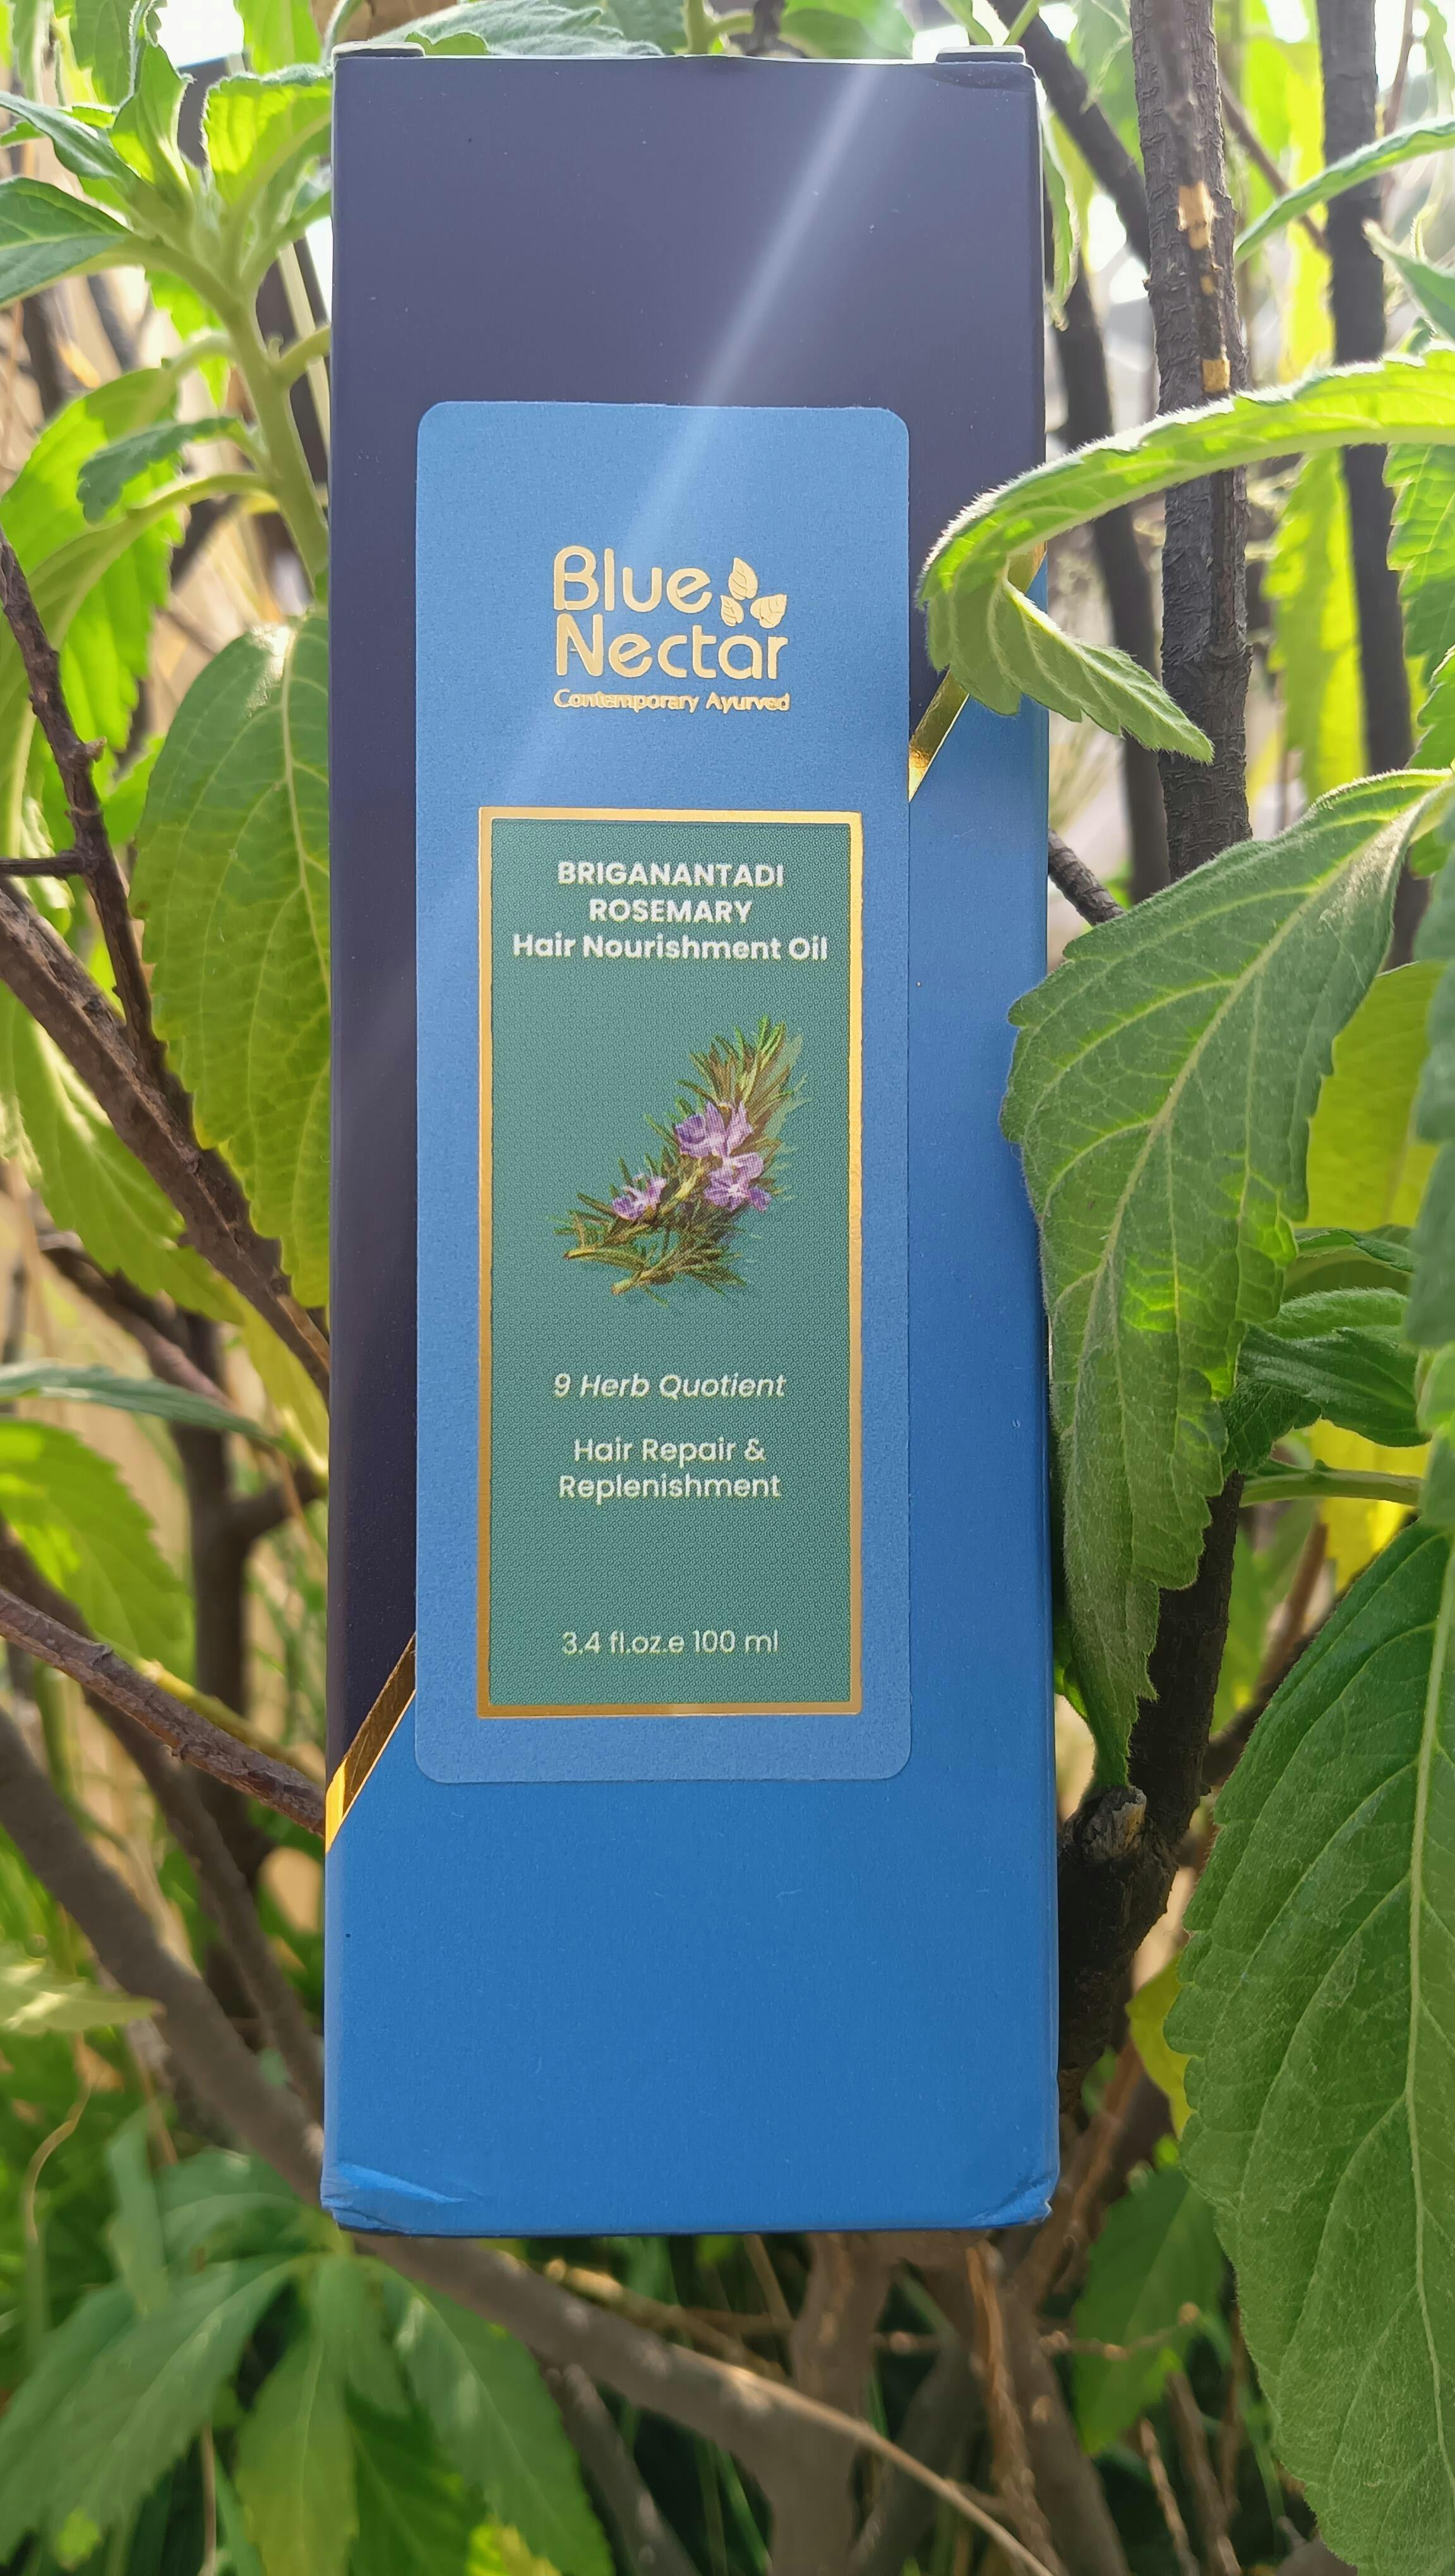 Blue
Nectar
Contemporary Ayurved
BRIGANANTADI
ROSEMARY
Hair Nourishment Oil
9 Herb Quotient
Hair Repair &
Replenishment
3.4 fl.oz.e 100 ml